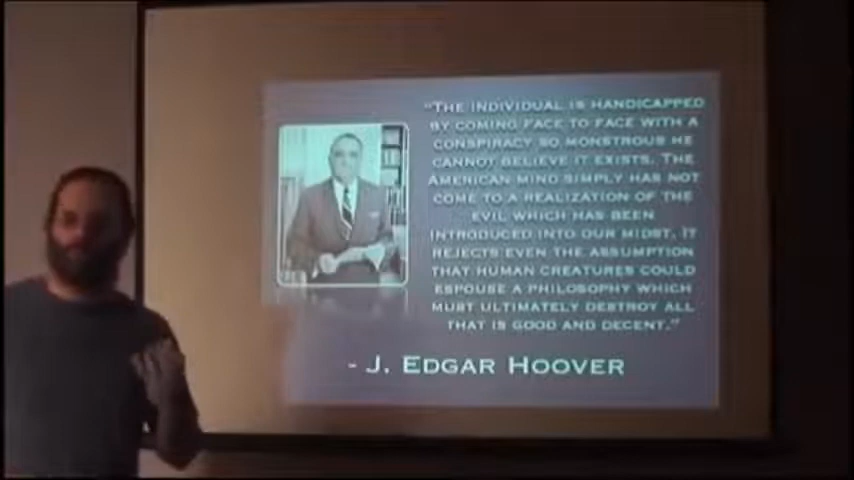 "THE INDIVIDUAL IS HANDICAPPED
BY COMING FACE TO FACE WITH A
CONSPIRACY SO MONSTROUS HE
CANNOT BELIEVE IT EXISTS. THE
AMERICAN MIND SIMPLY HAS NOT
COME TO A REALIZATION OF THE
EVIL WHICH HAS BEEN
INTRODUCED INTO OUR MIDST. IT
REJECTS EVEN THE ASSUMPTION
THAT HUMAN CREATURES COULD
ESPOUSE A PHILOSOPHY WHICH
MUST ULTIMATELY DESTROY ALL
THAT IS GOOD AND DECENT."
- J. EDGAR HOOVER